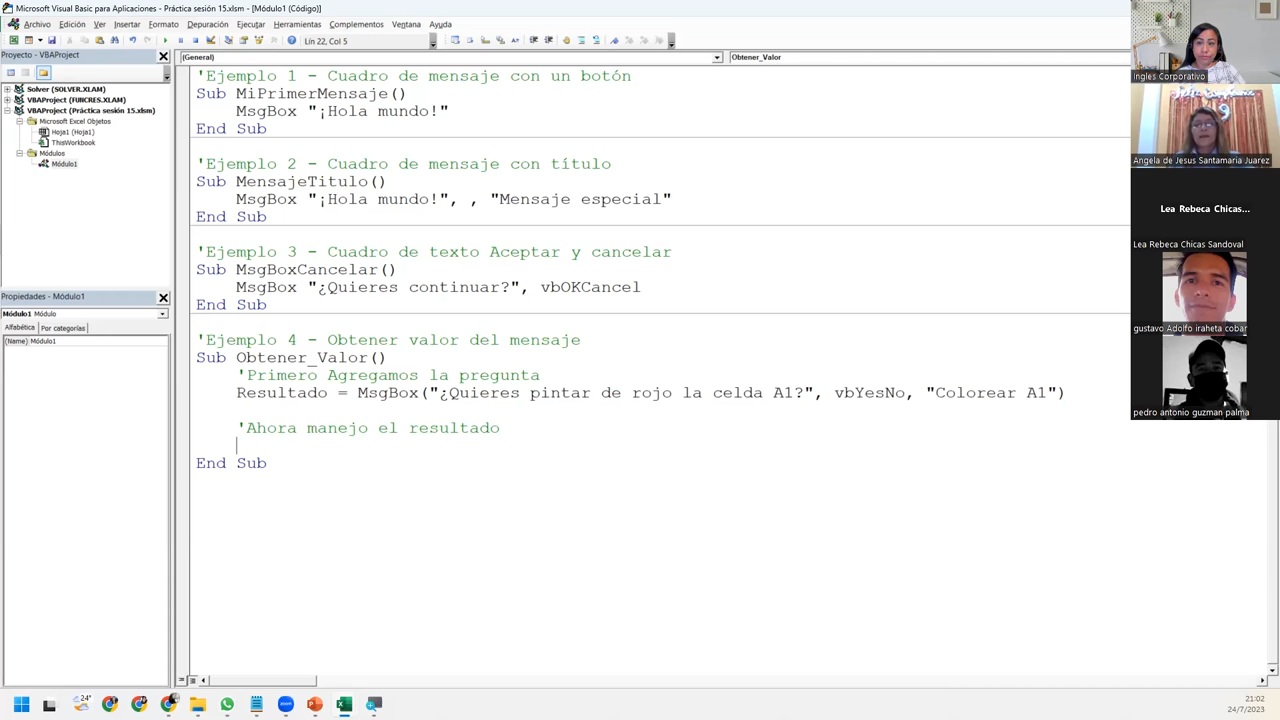 Microsoft Visual Basic para Aplicaciones - Práctica sesión 15.xlsm - [Módulo1 (Código)]
Archivo Edición Ver Insertar Formato Depuración Ejecutar Herramientas Complementos Ventana Ayuda
Lín 22, Col 5
Proyecto - VBAProject
Solver (SOLVER.XLAM)
VBAProject (FUNCRES.XLAM)
VBAProject (Práctica sesión 15.xlsm)
Microsoft Excel Objetos
Hoja1 (Hoja1)
ThisWorkbook
Módulos
Módulo1
Propiedades - Módulo1
Módulo1 Módulo
Alfabética Por categorías
(Name) Módulo1
(General) Obtener_Valor
'Ejemplo 1 - Cuadro de mensaje con un botón
Sub MiPrimerMensaje()
MsgBox "¡Hola mundo!"
End Sub
'Ejemplo 2 - Cuadro de mensaje con título
Sub MensajeTitulo()
MsgBox "¡Hola mundo!", , "Mensaje especial"
End Sub
'Ejemplo 3 - Cuadro de texto Aceptar y cancelar
Sub MsgBoxCancelar()
MsgBox "¿Quieres continuar?", vbOKCancel
End Sub
'Ejemplo 4 - Obtener valor del mensaje
Sub Obtener_Valor()
'Primero Agregamos la pregunta
Resultado = MsgBox("¿Quieres pintar de rojo la celda A1?", vbYesNo, "Colorear A1")
'Ahora manejo el resultado
End Sub
Ingles Corporativo
Angela de Jesus Santamaria Juarez
Lea Rebeca Chicas...
Lea Rebeca Chicas Sandoval
gustavo Adolfo iraheta cobar
pedro antonio guzman palma
24°
zoom
21:02
24/7/2023